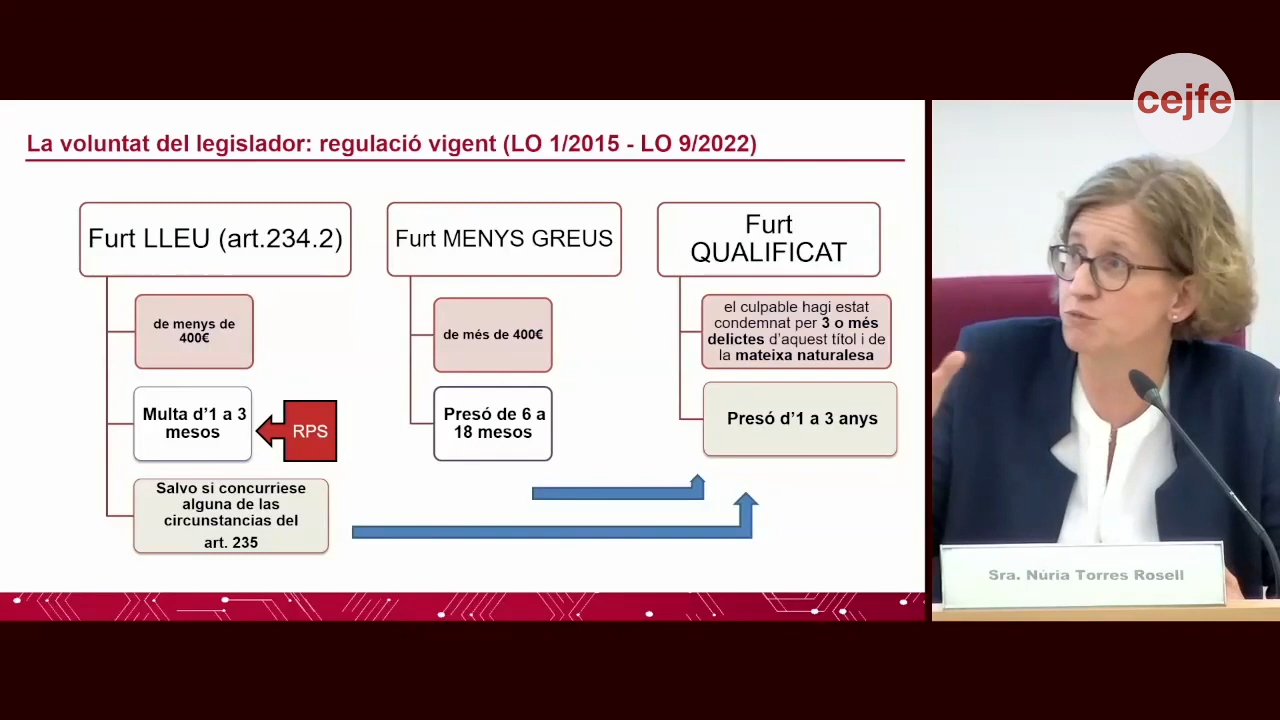 cejfe
La voluntat del legislador: regulació vigent (LO 1/2015 - LO 9/2022)
Furt LLEU (art.234.2)
de menys de
400€
Multa d'1 a 3
mesos
RPS
Salvo si concurriese
alguna de las
circunstancias del
art. 235
Furt MENYS GREUS
de més de 400€
Presó de 6 a
18 mesos
Furt
QUALIFICAT
el culpable hagi estat
condemnat per 3 o més
delictes d'aquest títol i de
la mateixa naturalesa
Presó d'1 a 3 anys
Sra. Núria Torres Rosell